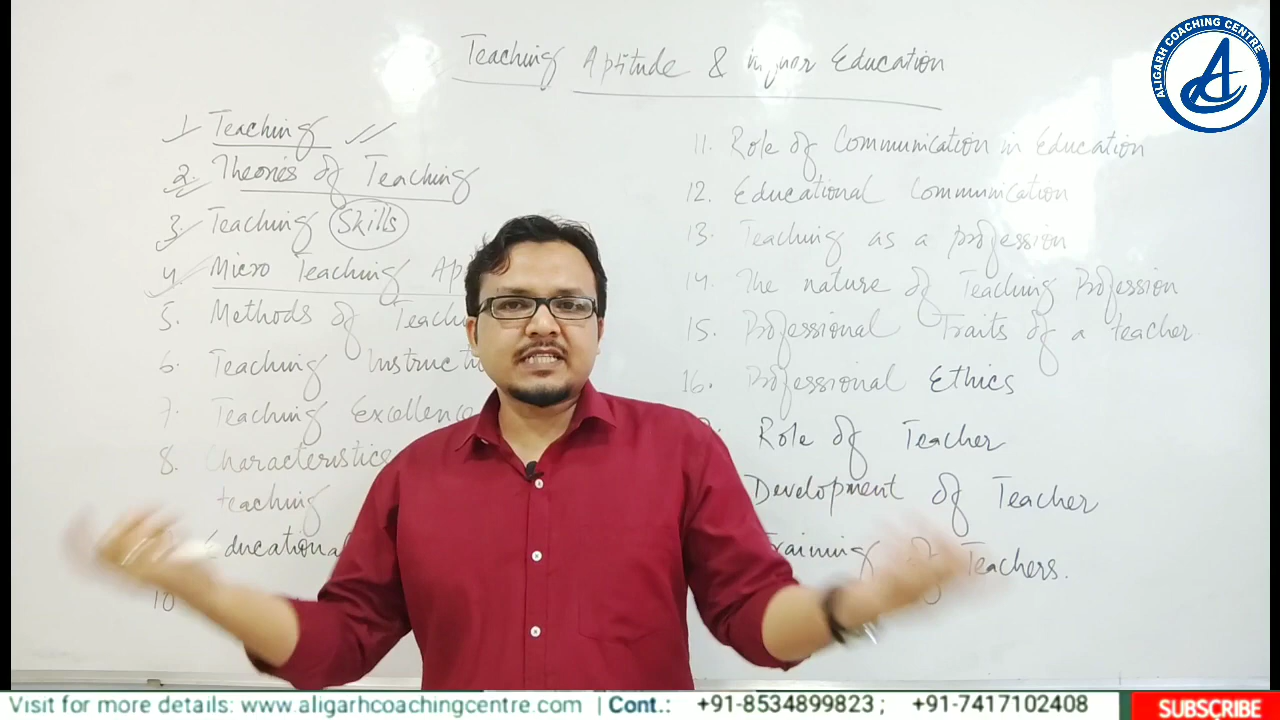 Teaching Aptitude & Education
1. Teaching
2. Theories of Teaching
3. Teaching Skills
4. Micro Teaching
5. Methods of
6. Teaching
7. Teaching Excellence
8. Characteristics
teaching
Educational
10
11. Role of Communication in Education
12. Educational Communication
13. Teaching as a profession
14. The nature of Teaching Profession
15. Professional Traits of a teacher.
16. Professional Ethics
Role of Teacher
Development of Teacher
Training of Teachers.
ALIGARH COACHING CENTRE
Visit for more details: www.aligarhcoachingcentre.com | Cont.: +91-8534899823 ; +91-7417102408
SUBSCRIBE